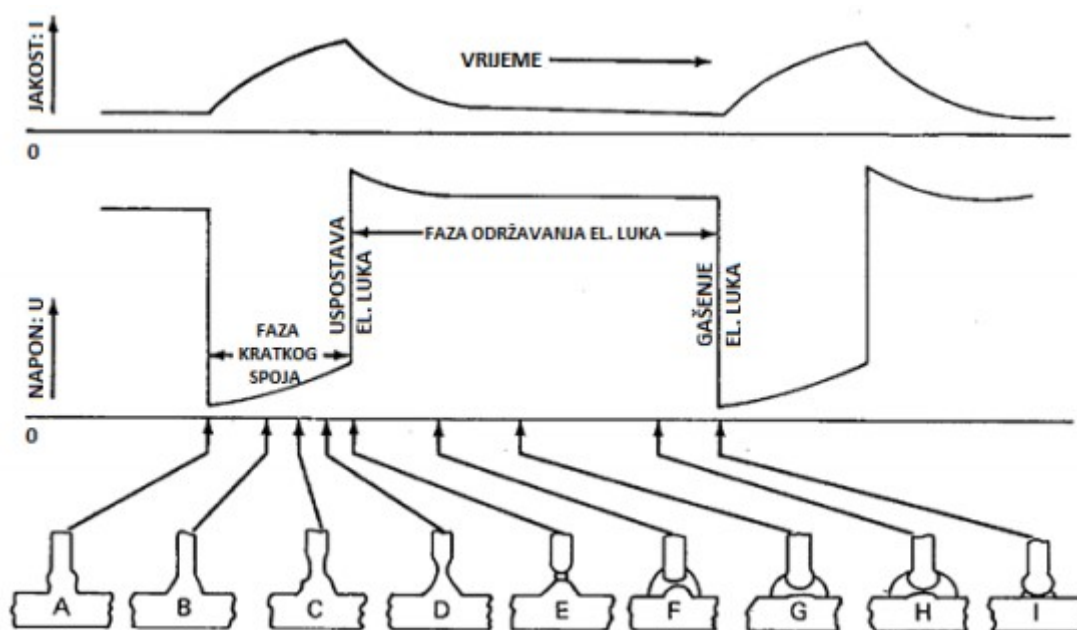 JAKOST: I
VRIJEME
0
NAPON: U
FAZA
KRATKOG
SPOJA
USPOSTAVA
EL. LUKA
FAZA ODRŽAVANJA EL. LUKA
GAŠENJE
EL. LUKA
0
A
B
C
D
E
F
G
H
I